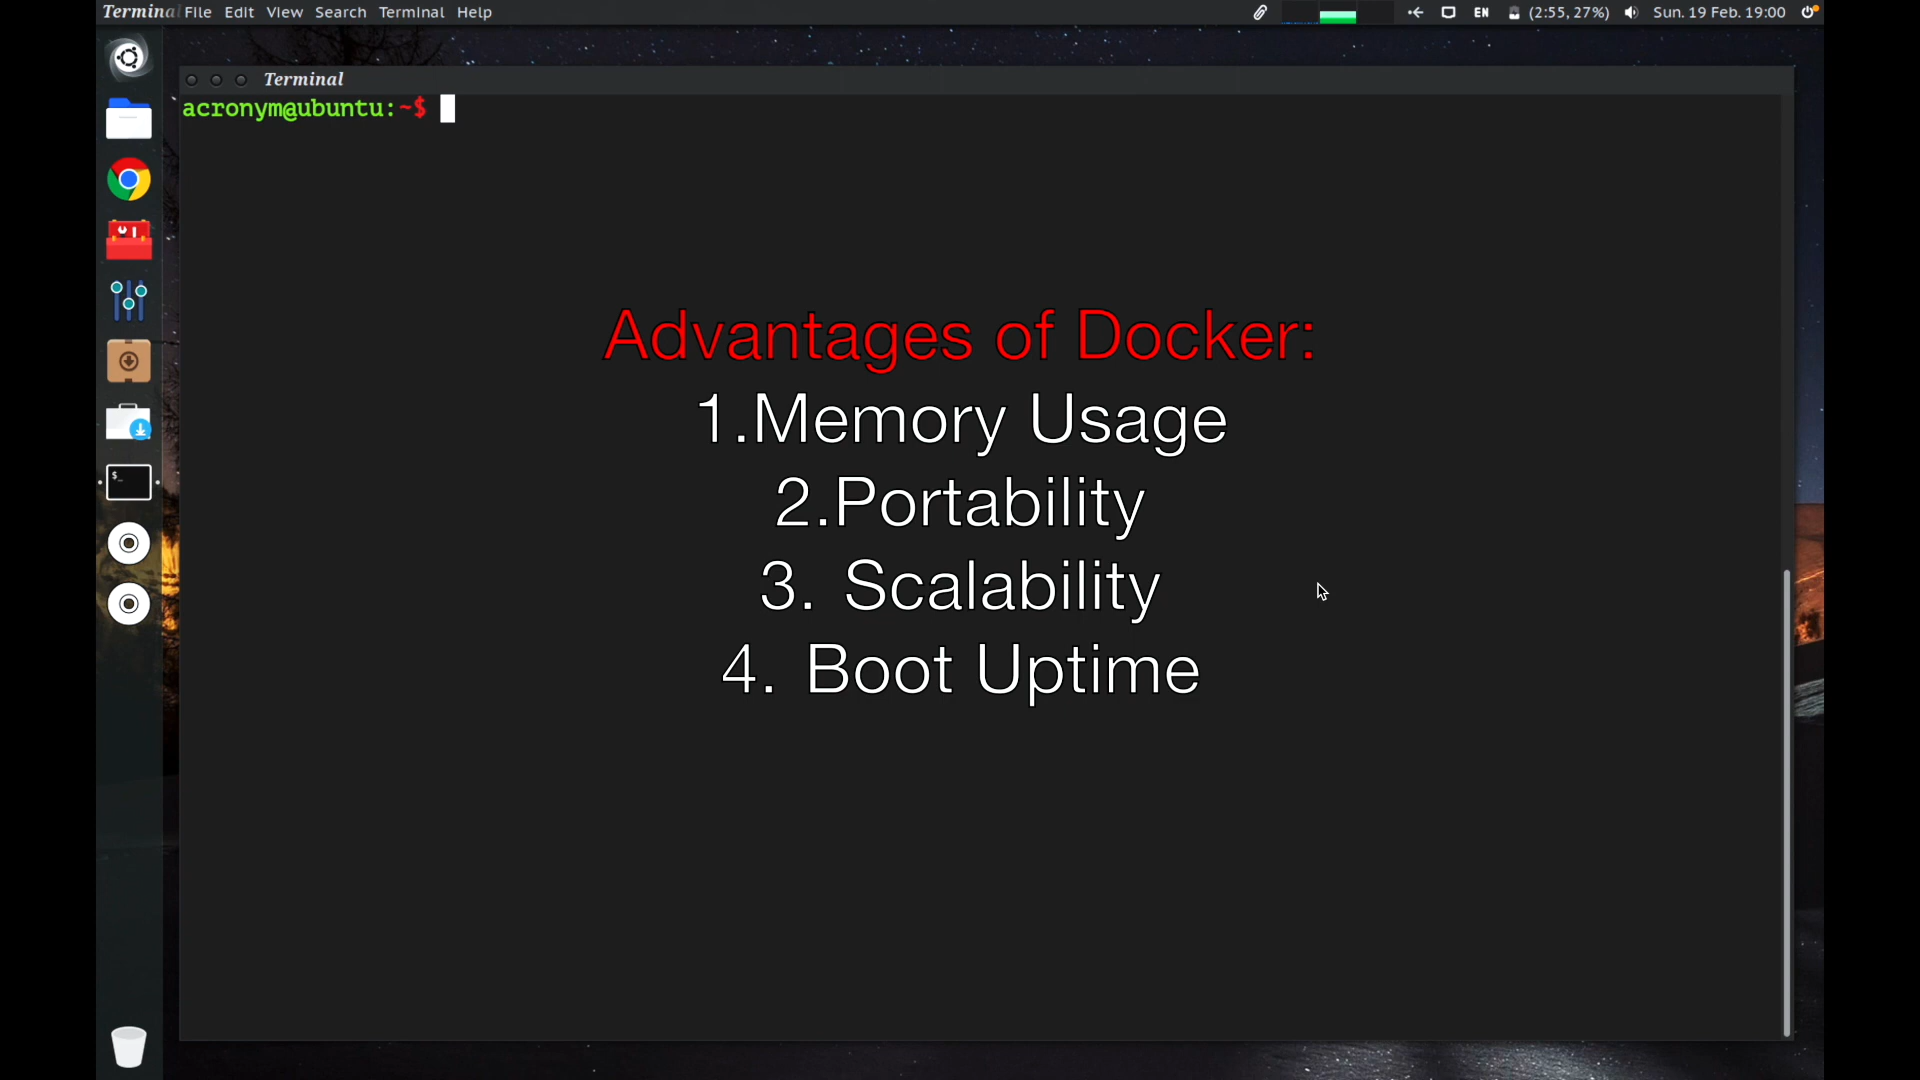 Terminal File Edit View Search Terminal Help EN (2:55, 27%) Sun. 19 Feb. 19:00
Terminal
acronym@ubuntu:~$
Advantages of Docker:
1.Memory Usage
2.Portability
3. Scalability
4. Boot Uptime